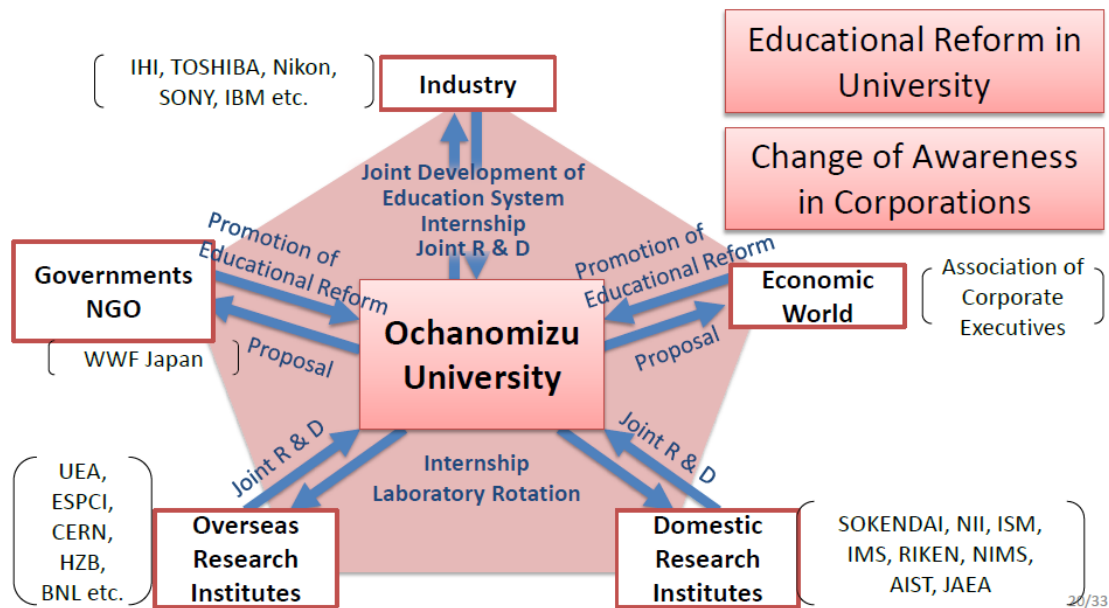 IHI, TOSHIBA, Nikon,
SONY, IBM etc.
Industry
Educational Reform in
University
Change of Awareness
in Corporations
Joint Development of
Education System
Internship
Joint R & D
Promotion of
Educational Reform
Proposal
Governments
NGO
WWF Japan
Promotion of
Educational Reform
Proposal
Economic
World
Association of
Corporate
Executives
Ochanomizu
University
Joint R & D
Internship
Laboratory Rotation
Joint R & D
UEA,
ESPCI,
CERN,
HZB,
BNL etc.
Overseas
Research
Institutes
Domestic
Research
Institutes
SOKENDAI, NII, ISM,
IMS, RIKEN, NIMS,
AIST, JAEA
20/33